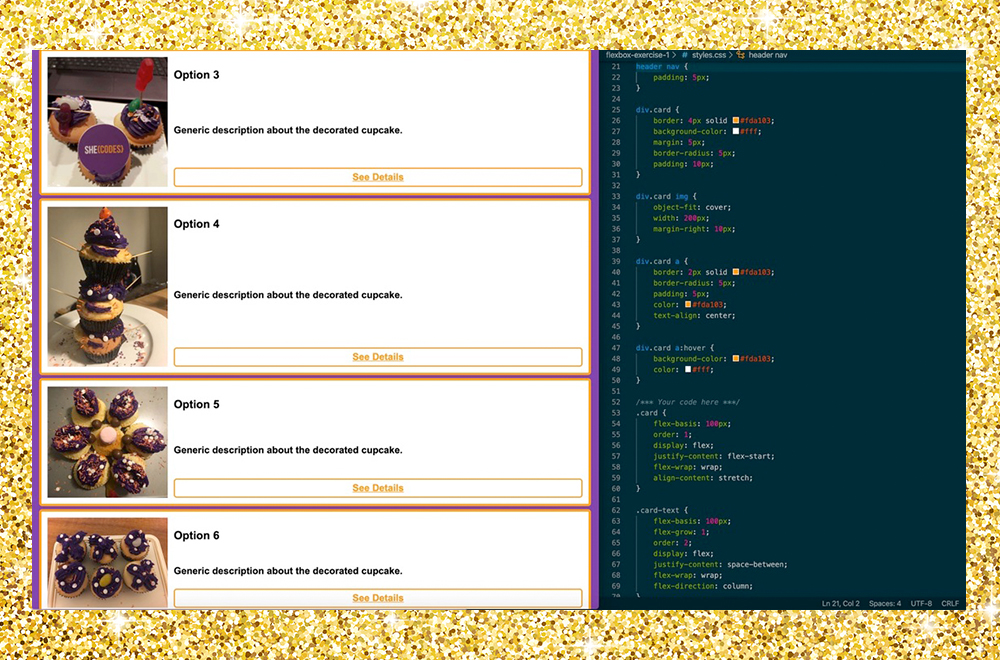 Option 3
SHE{CODES}
Generic description about the decorated cupcake.
See Details
Option 4
Generic description about the decorated cupcake.
See Details
Option 5
Generic description about the decorated cupcake.
See Details
Option 6
Generic description about the decorated cupcake.
See Details
flexbox-exercise-1 > # styles.css > header nav
21 header nav {
22 padding: 5px;
23 }
24
25 div.card {
26 border: 4px solid #fda103;
27 background-color: #fff;
28 margin: 5px;
29 border-radius: 5px;
30 padding: 10px;
31 }
32
33 div.card img {
34 object-fit: cover;
35 width: 200px;
36 margin-right: 10px;
37 }
38
39 div.card a {
40 border: 2px solid #fda103;
41 border-radius: 5px;
42 padding: 5px;
43 color: #fda103;
44 text-align: center;
45 }
46
47 div.card a:hover {
48 background-color: #fda103;
49 color: #fff;
50 }
51
52 /*** Your code here ***/
53 .card {
54 flex-basis: 100px;
55 order: 1;
56 display: flex;
57 justify-content: flex-start;
58 flex-wrap: wrap;
59 align-content: stretch;
60 }
61
62 .card-text {
63 flex-basis: 100px;
64 flex-grow: 1;
65 order: 2;
66 display: flex;
67 justify-content: space-between;
68 flex-wrap: wrap;
69 flex-direction: column;
70 }
Ln 21, Col 2 Spaces: 4 UTF-8 CRLF